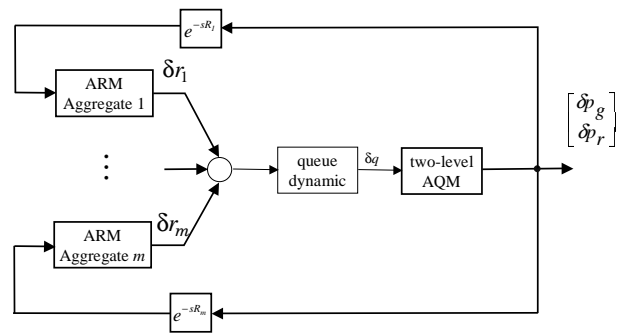 e^{-sR_1}
ARM
Aggregate 1
δr_1
⋮
queue
dynamic
δq
two-level
AQM
[δp_g
δp_r]
ARM
Aggregate m
δr_m
e^{-sR_m}